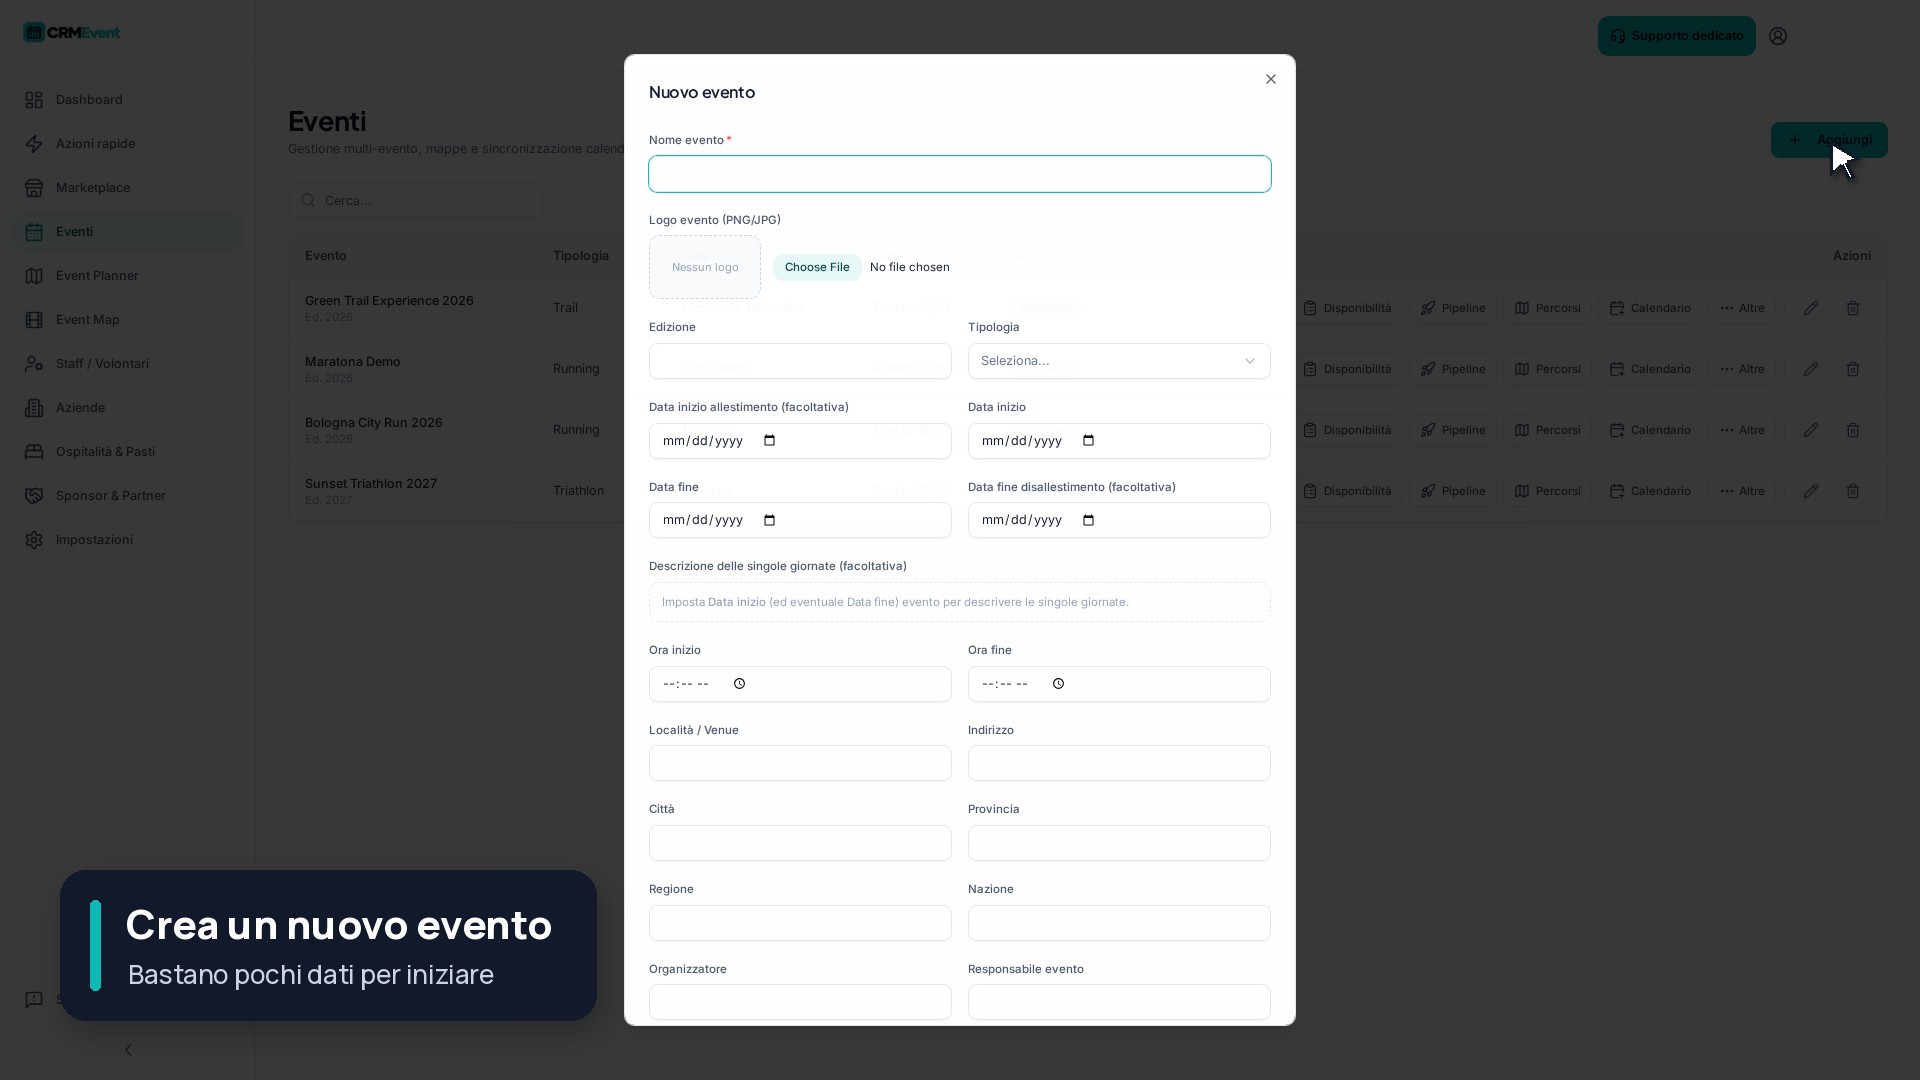 CRMEvent
Supporto dedicato
Dashboard
Azioni rapide
Marketplace
Eventi
Event Planner
Event Map
Staff / Volontari
Aziende
Ospitalità & Pasti
Sponsor & Partner
Impostazioni
Eventi
Gestione multi-evento, mappe e sincronizzazione calend
Aggiungi
Cerca...
Evento Tipologia Azioni
Green Trail Experience 2026 Trail Disponibilità Pipeline Percorsi Calendario Altre
Ed. 2026
Maratona Demo Running Disponibilità Pipeline Percorsi Calendario Altre
Ed. 2026
Bologna City Run 2026 Running Disponibilità Pipeline Percorsi Calendario Altre
Ed. 2026
Sunset Triathlon 2027 Triathlon Disponibilità Pipeline Percorsi Calendario Altre
Ed. 2027
Nuovo evento
Nome evento *
Logo evento (PNG/JPG)
Nessun logo Choose File No file chosen
Edizione Tipologia
Seleziona...
Data inizio allestimento (facoltativa) Data inizio
mm/dd/yyyy mm/dd/yyyy
Data fine Data fine disallestimento (facoltativa)
mm/dd/yyyy mm/dd/yyyy
Descrizione delle singole giornate (facoltativa)
Imposta Data inizio (ed eventuale Data fine) evento per descrivere le singole giornate.
Ora inizio Ora fine
--:-- -- --:-- --
Località / Venue Indirizzo
Città Provincia
Regione Nazione
Organizzatore Responsabile evento
Crea un nuovo evento
Bastano pochi dati per iniziare